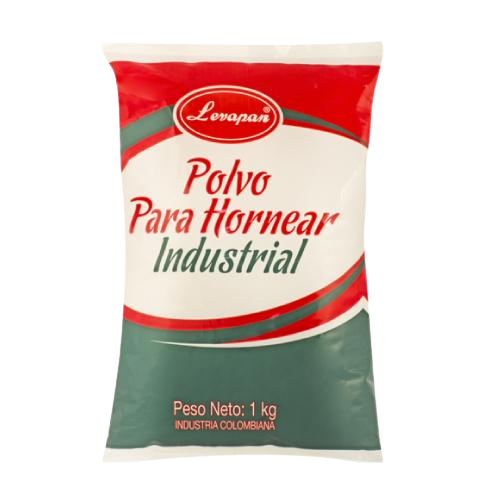 Levapan®
Polvo
Para Hornear
Industrial
Peso Neto: 1 kg
INDUSTRIA COLOMBIANA